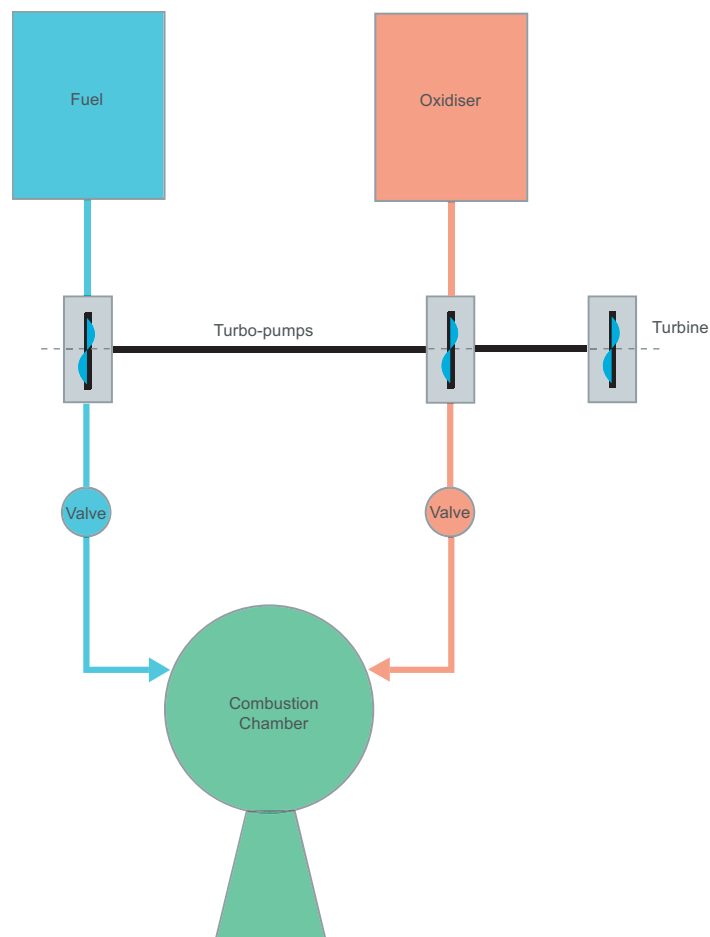 Fuel
Oxidiser
Turbo-pumps
Turbine
Valve
Valve
Combustion
Chamber